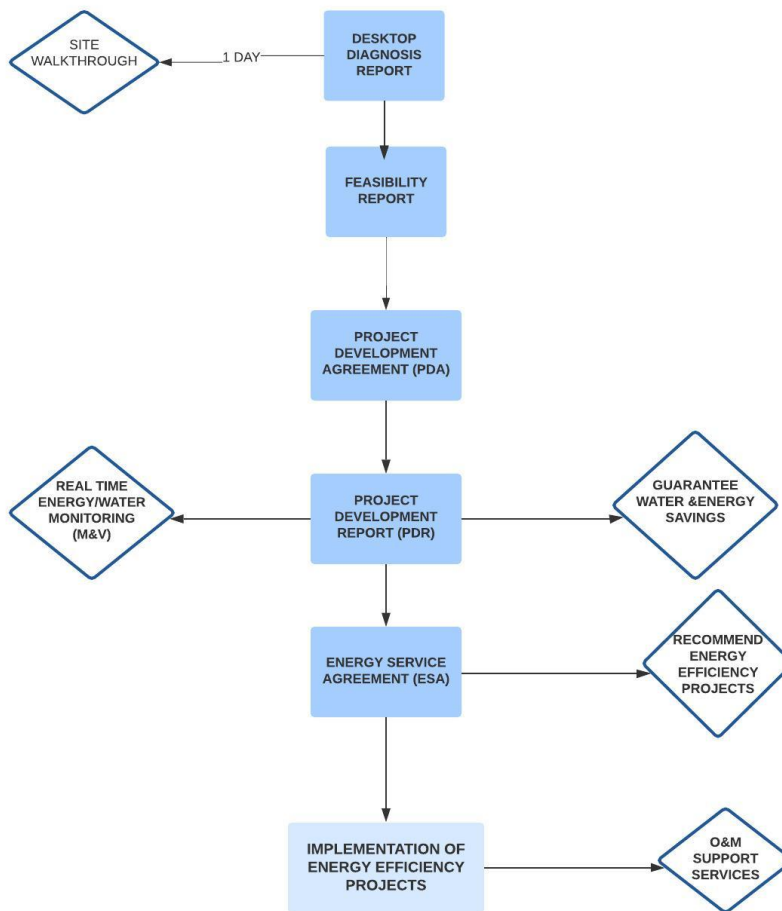 SITE
WALKTHROUGH
1 DAY
DESKTOP
DIAGNOSIS
REPORT
FEASIBILITY
REPORT
PROJECT
DEVELOPMENT
AGREEMENT (PDA)
REAL TIME
ENERGY/WATER
MONITORING
(M&V)
PROJECT
DEVELOPMENT
REPORT (PDR)
GUARANTEE
WATER &ENERGY
SAVINGS
ENERGY SERVICE
AGREEMENT (ESA)
RECOMMEND
ENERGY
EFFICIENCY
PROJECTS
IMPLEMENTATION OF
ENERGY EFFICIENCY
PROJECTS
O&M
SUPPORT
SERVICES